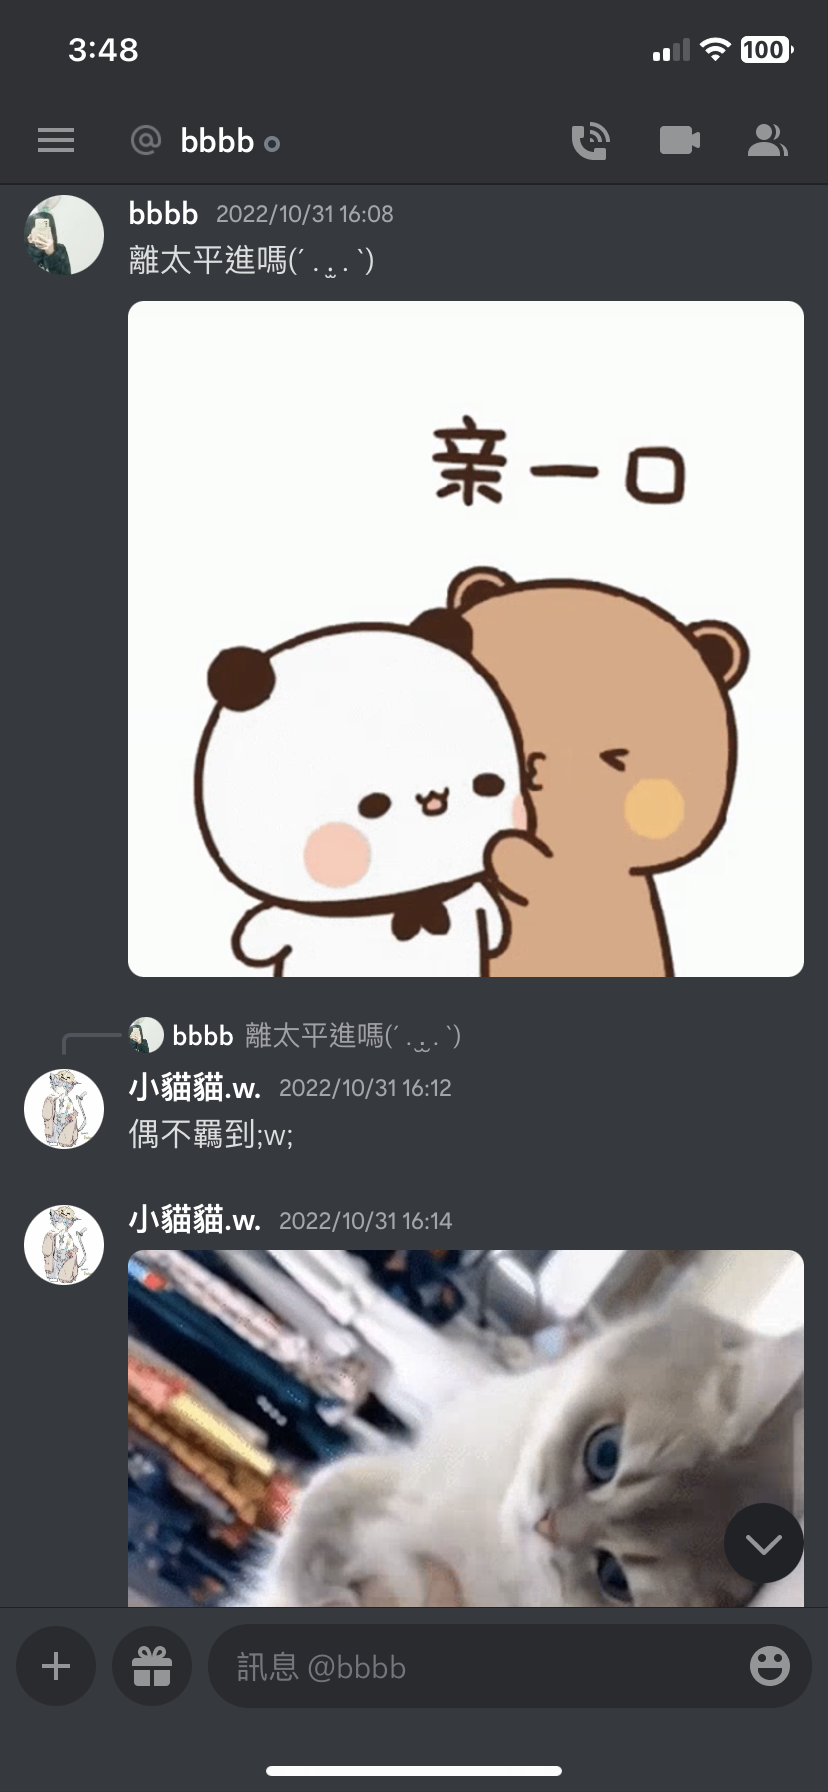 3:48
100
@ bbbb
bbbb 2022/10/31 16:08
離太平進嗎(´ . .̫ . `)
亲一口
bbbb 離太平進嗎(´ . .̫ . `)
小貓貓.w. 2022/10/31 16:12
偶不羈到;w;
小貓貓.w. 2022/10/31 16:14
訊息 @bbbb